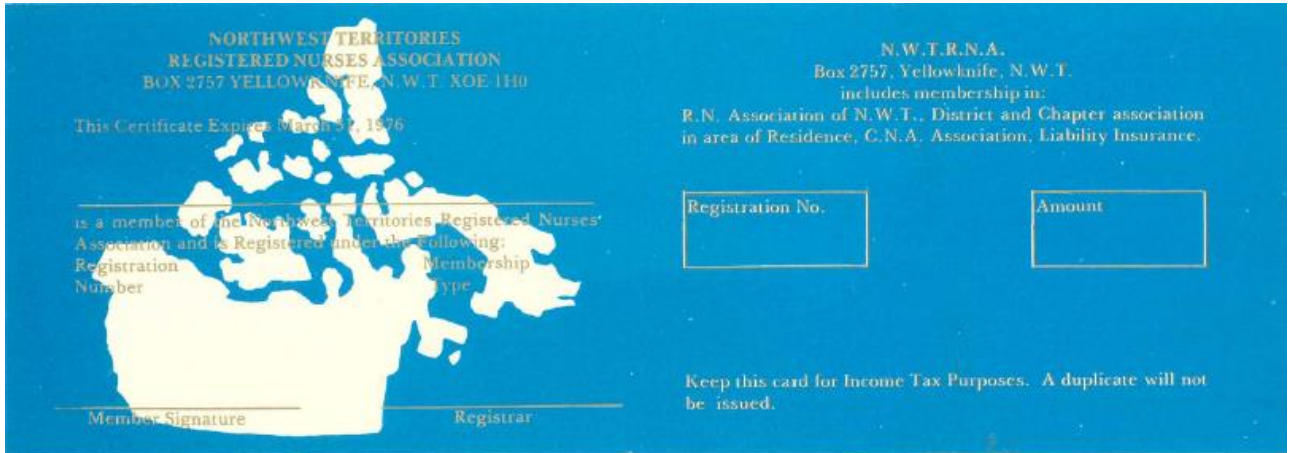 NORTHWEST TERRITORIES
REGISTERED NURSES ASSOCIATION
BOX 2757 YELLOWKNIFE, N.W.T. XOE-1H0
This Certificate Expires March 31, 1976
is a member of the Northwest Territories Registered Nurses'
Association and is Registered under the Following:
Registration Membership
Number Type
Member Signature Registrar
N.W.T.R.N.A.
Box 2757, Yellowknife, N.W.T.
includes membership in:
R.N. Association of N.W.T., District and Chapter association
in area of Residence, C.N.A. Association, Liability Insurance.
Registration No. Amount
Keep this card for Income Tax Purposes. A duplicate will not
be issued.